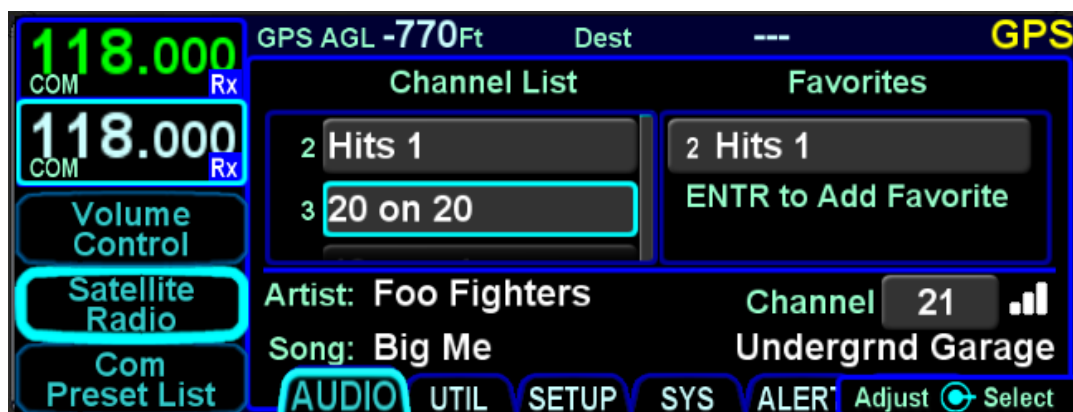 118.000
COM Rx
118.000
COM Rx
Volume
Control
Satellite
Radio
Com
Preset List
GPS AGL -770Ft Dest --- GPS
Channel List Favorites
2 Hits 1 2 Hits 1
3 20 on 20 ENTR to Add Favorite
Artist: Foo Fighters Channel 21
Song: Big Me Undergrnd Garage
AUDIO UTIL SETUP SYS ALERT Adjust Select